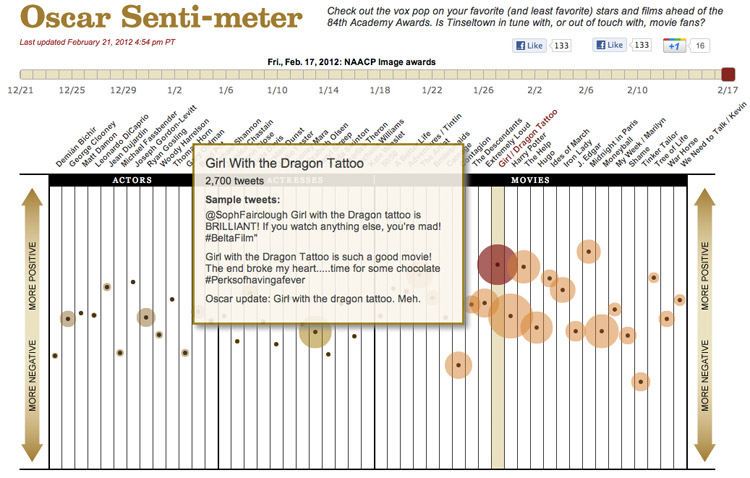 Oscar Senti-meter
Check out the vox pop on your favorite (and least favorite) stars and films ahead of the
84th Academy Awards. Is Tinseltown in tune with, or out of touch with, movie fans?
Last updated February 21, 2012 4:54 pm PT
Like 133
Like 133
+1 16
Fri., Feb. 17, 2012: NAACP Image awards
12/21 12/25 12/29 1/2 1/6 1/10 1/14 1/18 1/22 1/26 2/2 2/6 2/10 2/17
Demian Bichir
George Clooney
Matt Damon
Leonardo DiCaprio
Jean Dujardin
Michael Fassbender
Joseph Gordon-Levitt
Ryan Gosling
Woody Harrelson
Shannon
Chastain
Dunst
Mara
Olsen
Theron
Williams
Life
/ Tintin
Contagion
The Descendants
Extremely Loud
Girl / Dragon Tattoo
Harry Potter
The Help
Hugo
Ides of March
Iron Lady
J. Edgar
Midnight in Paris
Moneyball
My Week / Marilyn
Shame
Tinker Tailor
Tree of Life
War Horse
We Need to Talk / Kevin
ACTORS
ACTRESSES
MOVIES
MORE POSITIVE
MORE NEGATIVE
Girl With the Dragon Tattoo
2,700 tweets
Sample tweets:
@SophFairclough Girl with the Dragon tattoo is
BRILLIANT! If you watch anything else, you're mad!
#BeltaFilm"
Girl with the Dragon Tattoo is such a good movie!
The end broke my heart.....time for some chocolate
#Perksofhavingafever
Oscar update: Girl with the dragon tattoo. Meh.
MORE POSITIVE
MORE NEGATIVE